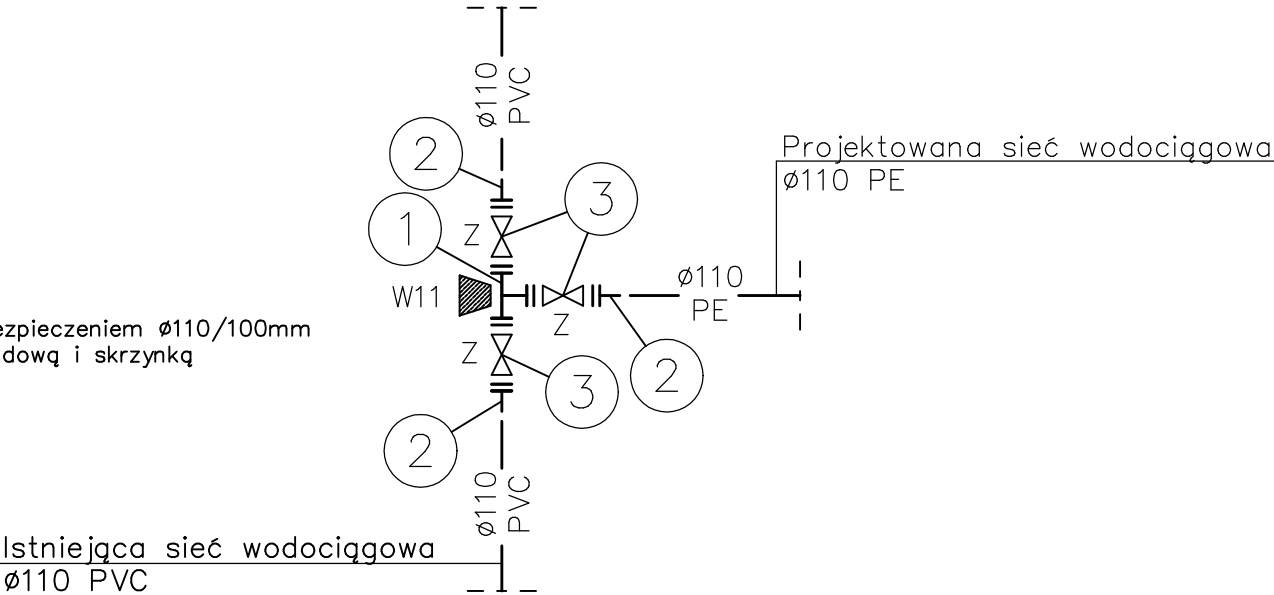 ø110
PVC
2
Projektowana sieć wodociągowa
ø110 PE
3
1
Z
W11
ø110
PE
Z
ezpieczeniem ø110/100mm
dową i skrzynką
Z
3
2
2
ø110
PVC
Istniejąca sieć wodociągowa
ø110 PVC